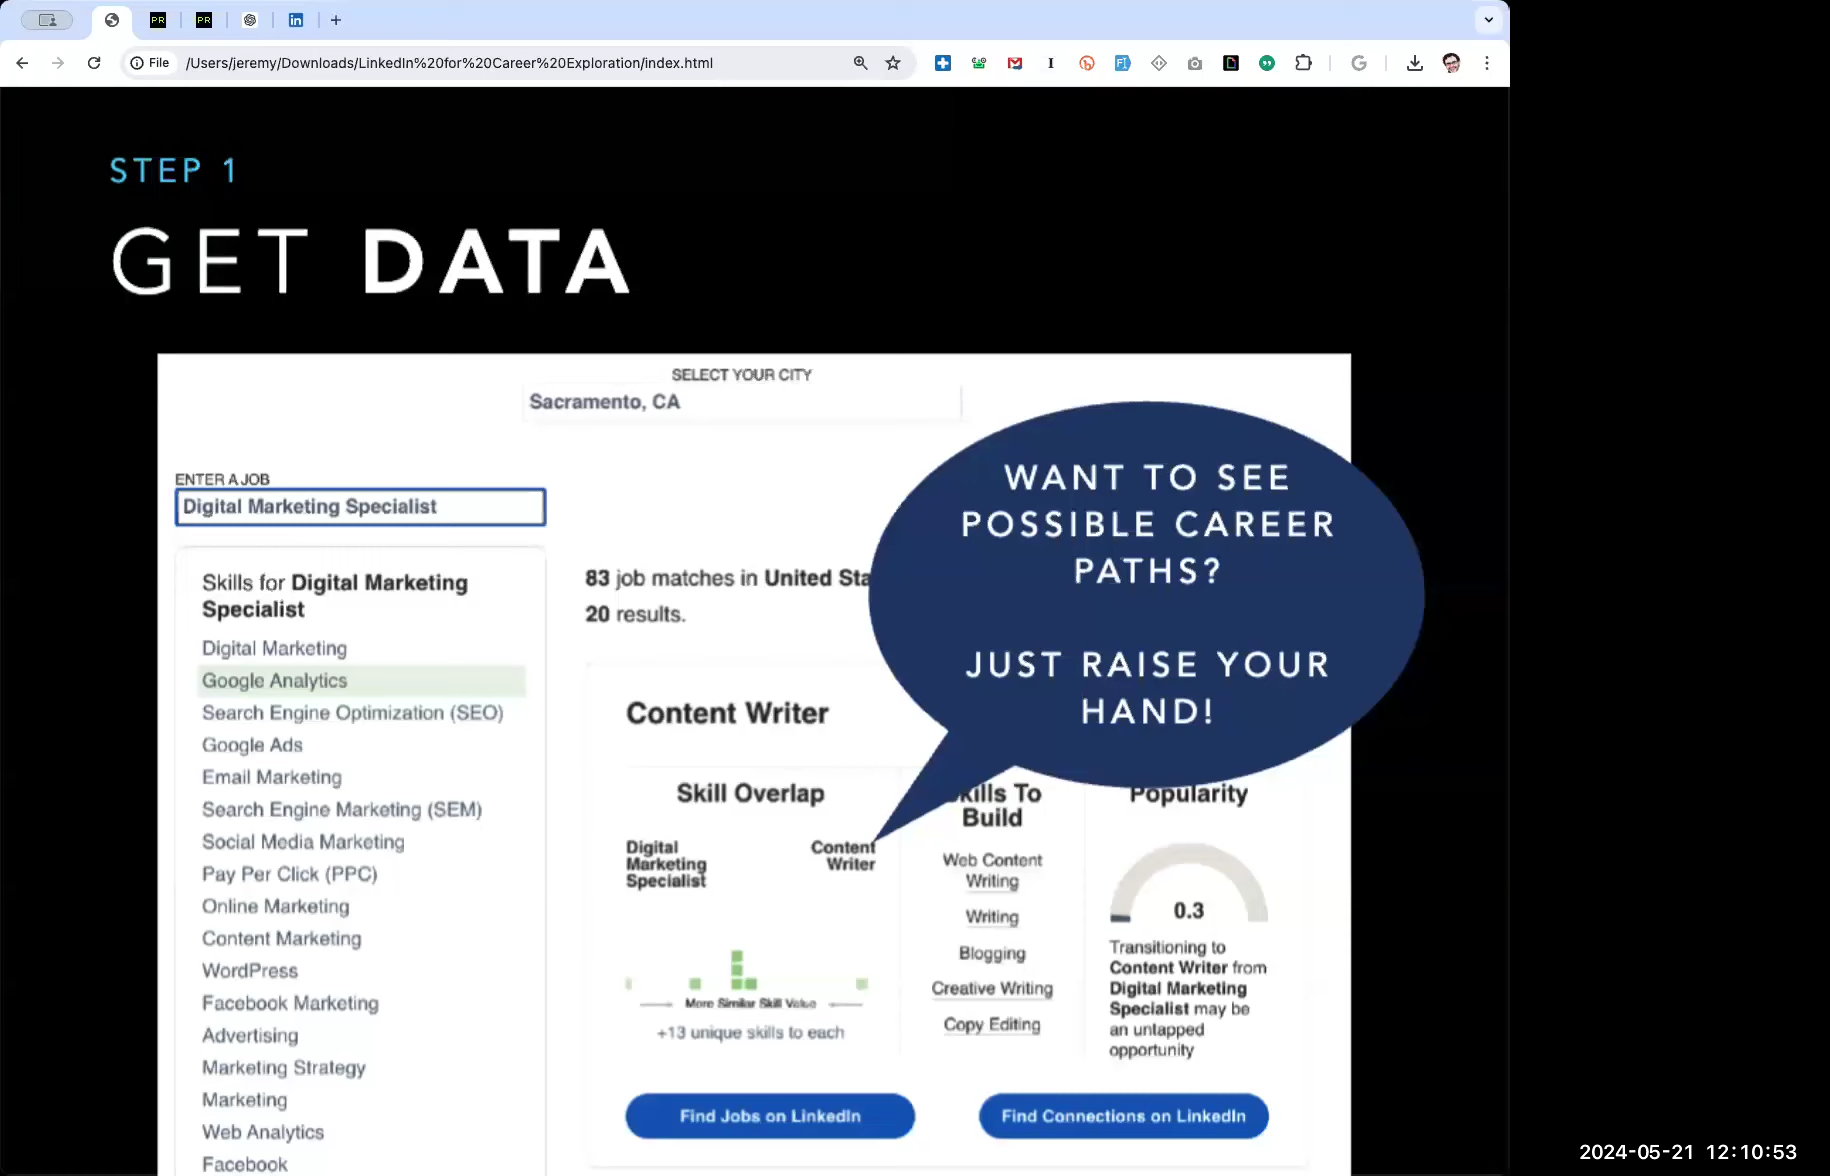 File
/Users/jeremy/Downloads/LinkedIn%20for%20Career%20Exploration/index.html
STEP 1
GET DATA
SELECT YOUR CITY
Sacramento, CA
ENTER A JOB
Digital Marketing Specialist
Skills for Digital Marketing
Specialist
Digital Marketing
Google Analytics
Search Engine Optimization (SEO)
Google Ads
Email Marketing
Search Engine Marketing (SEM)
Social Media Marketing
Pay Per Click (PPC)
Online Marketing
Content Marketing
WordPress
Facebook Marketing
Advertising
Marketing Strategy
Marketing
Web Analytics
Facebook
83 job matches in United Sta
20 results.
WANT TO SEE
POSSIBLE CAREER
PATHS?
JUST RAISE YOUR
HAND!
Content Writer
Skill Overlap
Digital
Marketing
Specialist
Content
Writer
More Similar Skill Value
+13 unique skills to each
kills To
Build
Web Content
Writing
Writing
Blogging
Creative Writing
Copy Editing
Popularity
0.3
Transitioning to
Content Writer from
Digital Marketing
Specialist may be
an untapped
opportunity
Find Jobs on LinkedIn
Find Connections on LinkedIn
2024-05-21 12:10:53